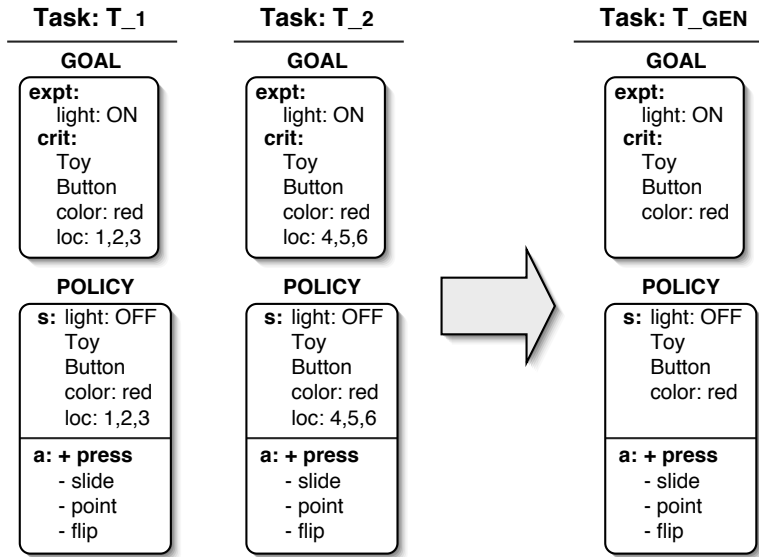 Task: T_1
GOAL
expt:
light: ON
crit:
Toy
Button
color: red
loc: 1,2,3
POLICY
s: light: OFF
Toy
Button
color: red
loc: 1,2,3
a: + press
- slide
- point
- flip
Task: T_2
GOAL
expt:
light: ON
crit:
Toy
Button
color: red
loc: 4,5,6
POLICY
s: light: OFF
Toy
Button
color: red
loc: 4,5,6
a: + press
- slide
- point
- flip
Task: T_GEN
GOAL
expt:
light: ON
crit:
Toy
Button
color: red
POLICY
s: light: OFF
Toy
Button
color: red
a: + press
- slide
- point
- flip